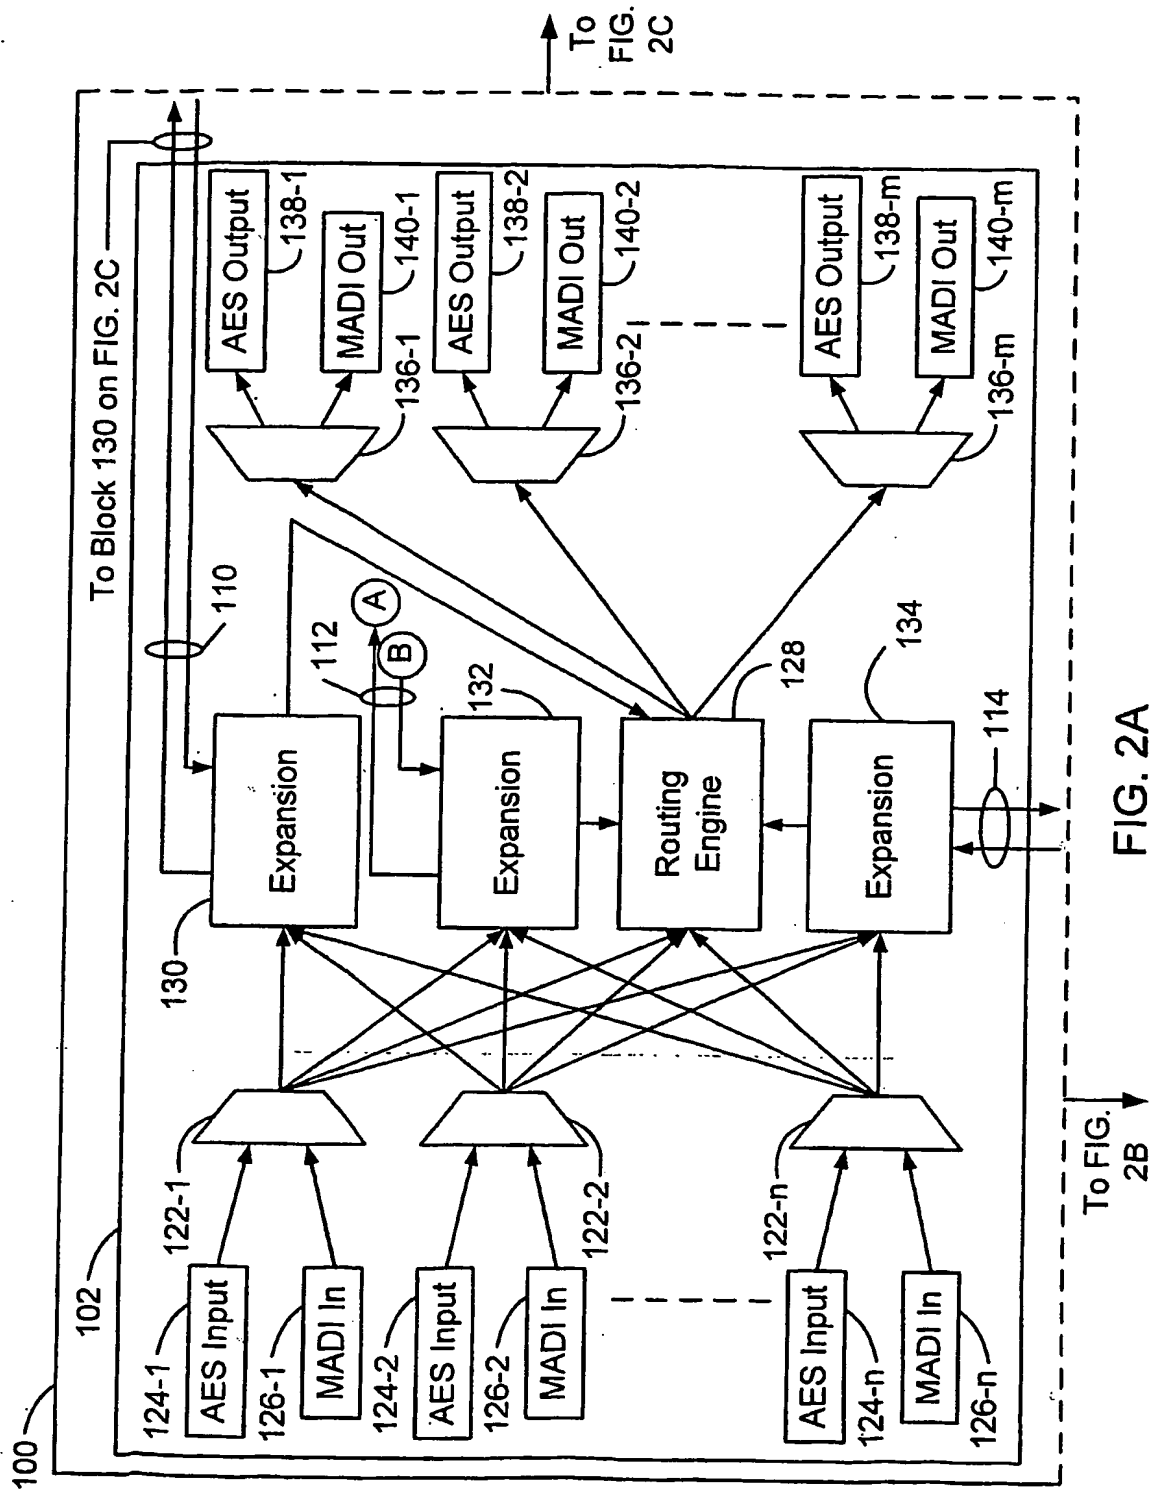 100
102
To Block 130 on FIG. 2C
110
To
FIG.
2C
124-1
AES Input
122-1
126-1
MADI In
130
Expansion
AES Output
138-1
MADI Out
140-1
136-1
112
A
B
124-2
AES Input
126-2
MADI In
122-2
Expansion
132
AES Output
138-2
MADI Out
140-2
136-2
Routing
Engine
128
122-n
AES Input
124-n
MADI In
126-n
Expansion
134
114
AES Output
138-m
MADI Out
140-m
136-m
To FIG.
2B
FIG. 2A